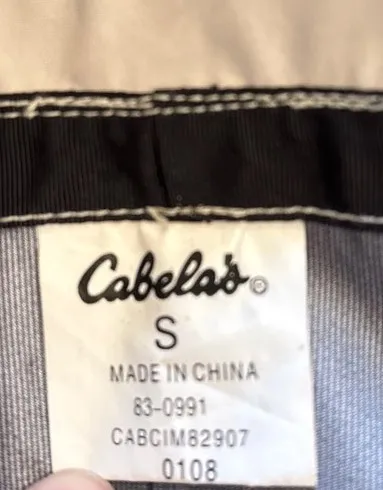 Cabela's®
S
MADE IN CHINA
83-0991
CABCIM82907
0108